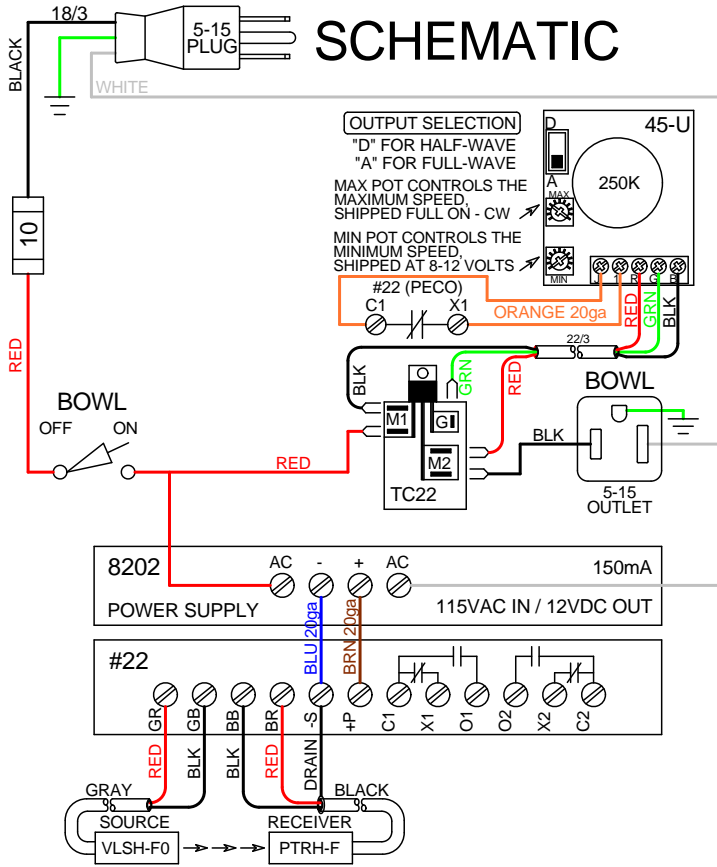 18/3
5-15
PLUG
SCHEMATIC
BLACK
WHITE
OUTPUT SELECTION
"D" FOR HALF-WAVE
"A" FOR FULL-WAVE
MAX POT CONTROLS THE
MAXIMUM SPEED,
SHIPPED FULL ON - CW
MIN POT CONTROLS THE
MINIMUM SPEED,
SHIPPED AT 8-12 VOLTS
45-U
D
A
250K
MAX
MIN
J
1
R
G
B
10
#22 (PECO)
C1
X1
ORANGE 20ga
RED
GRN
BLK
22/3
RED
BLK
GRN
RED
BOWL
OFF
ON
RED
M1
G
M2
TC22
BLK
BOWL
5-15
OUTLET
8202
AC
-
+
AC
150mA
POWER SUPPLY
115VAC IN / 12VDC OUT
BLU 20ga
BRN 20ga
#22
GR
GB
BB
BR
-S
+P
C1
X1
O1
O2
X2
C2
RED
BLK
BLK
RED
DRAIN
GRAY
BLACK
SOURCE
RECEIVER
VLSH-F0
PTRH-F